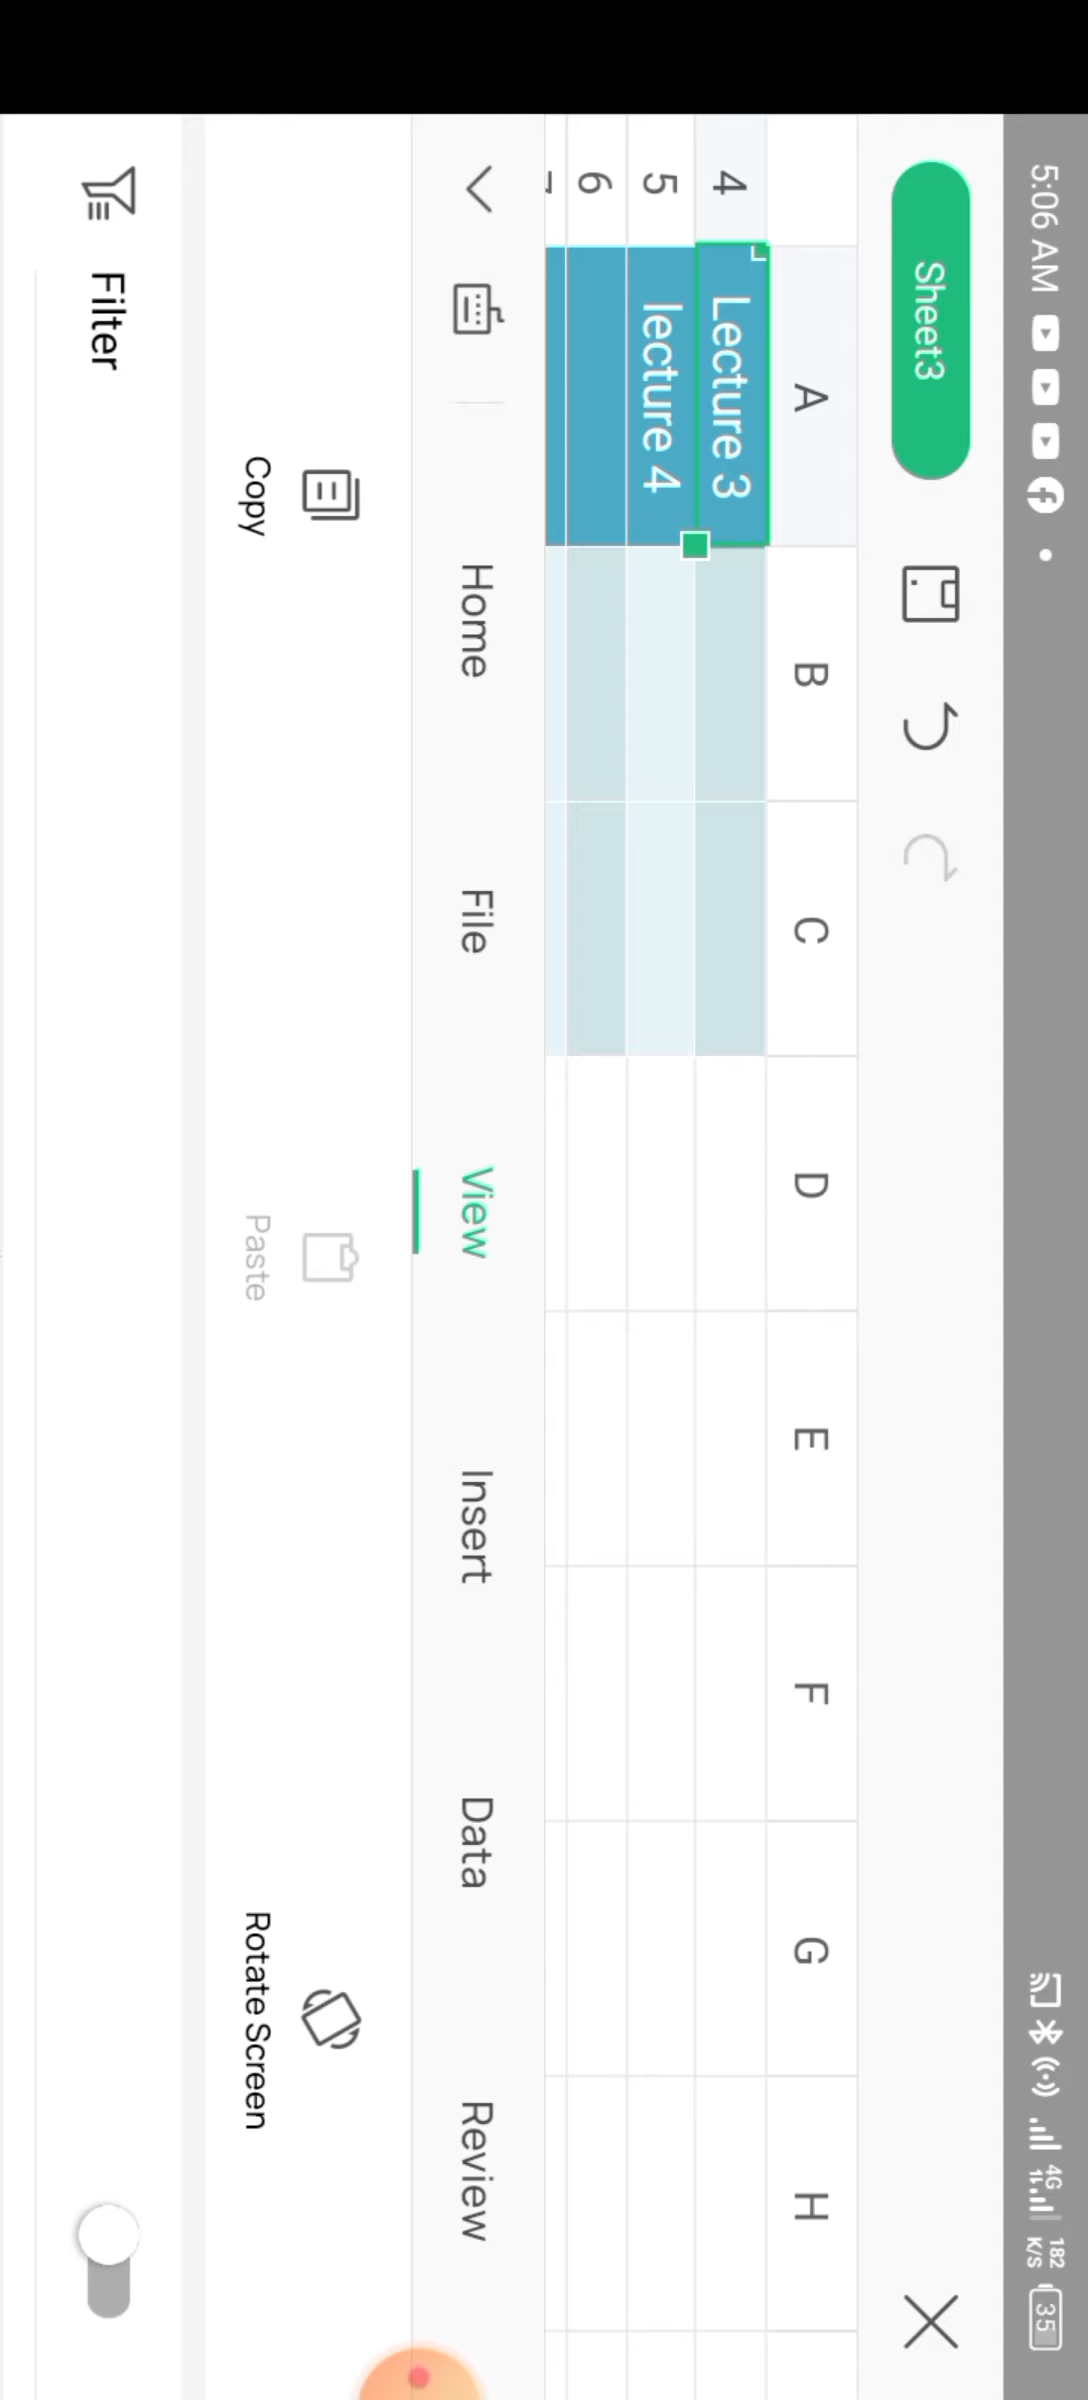 5:06 AM
4G
182
K/S
35
Sheet3
A B C D E F G H
4 Lecture 3
5 lecture 4
6
Home File View Insert Data Review
Copy Paste Rotate Screen
Filter